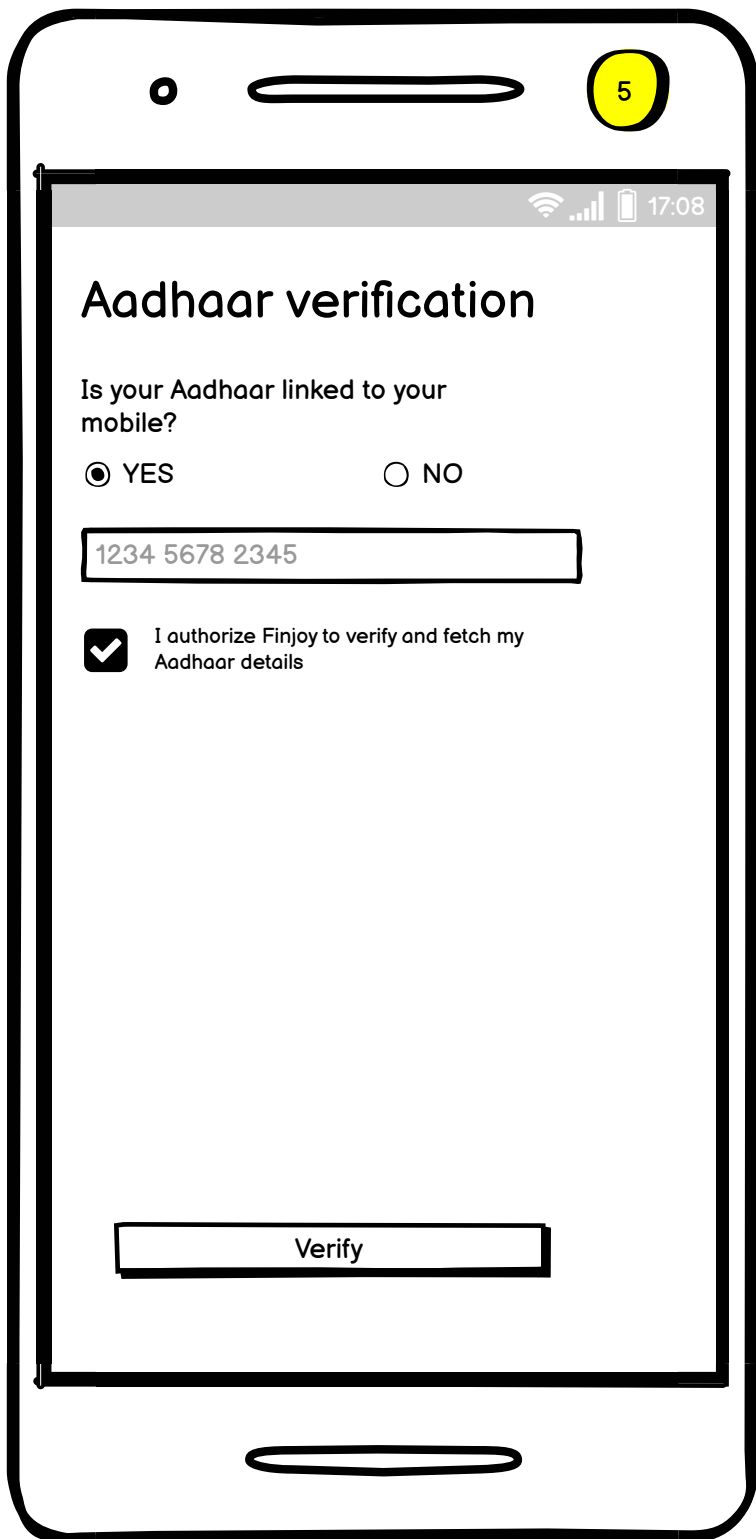 5
17:08
Aadhaar verification
Is your Aadhaar linked to your
mobile?
YES NO
1234 5678 2345
I authorize Finjoy to verify and fetch my
Aadhaar details
Verify